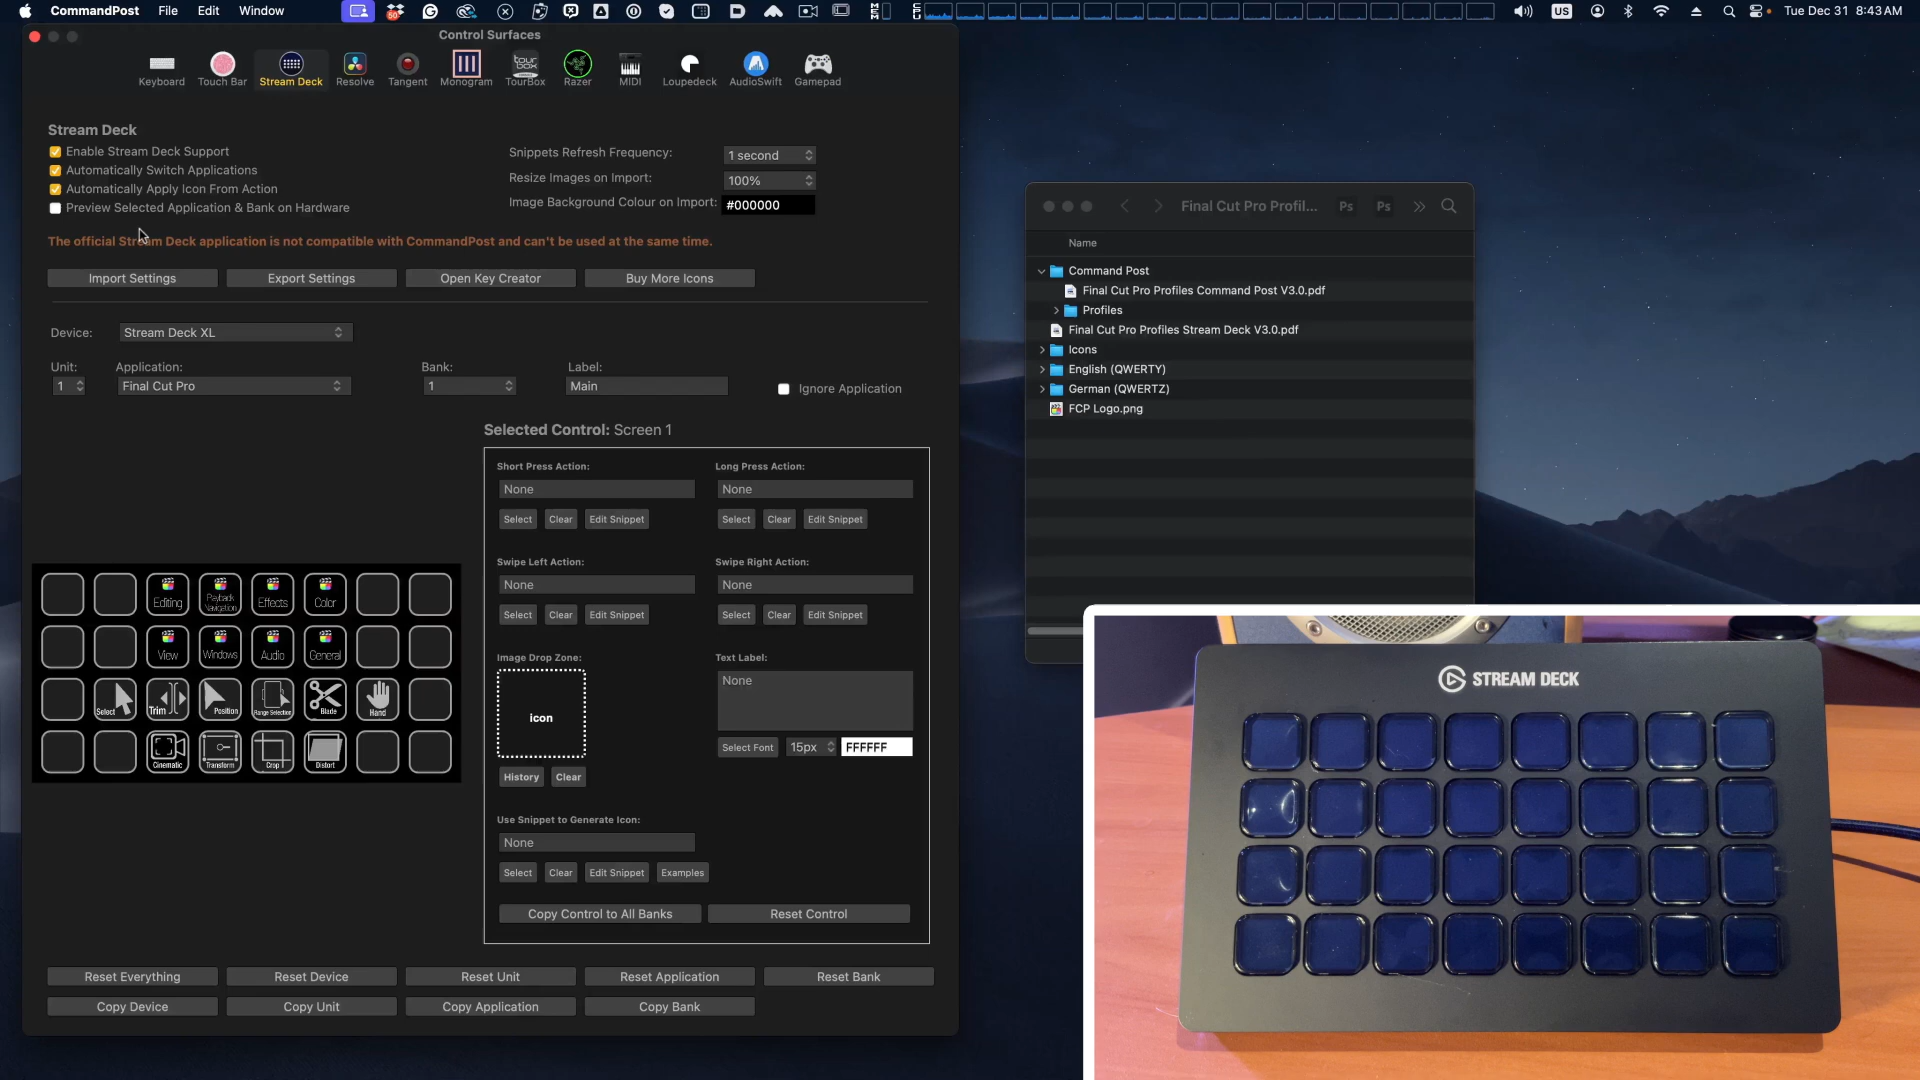 CommandPost File Edit Window
50
US
Tue Dec 31 8:43 AM
Control Surfaces
Keyboard Touch Bar Stream Deck Resolve Tangent Monogram TourBox Razer MIDI Loupedeck AudioSwift Gamepad
Stream Deck
Enable Stream Deck Support
Automatically Switch Applications
Automatically Apply Icon From Action
Preview Selected Application & Bank on Hardware
Snippets Refresh Frequency: 1 second
Resize Images on Import: 100%
Image Background Colour on Import: #000000
The official Stream Deck application is not compatible with CommandPost and can't be used at the same time.
Import Settings Export Settings Open Key Creator Buy More Icons
Device: Stream Deck XL
Unit: Application: Bank: Label:
1 Final Cut Pro 1 Main Ignore Application
Selected Control: Screen 1
Short Press Action: Long Press Action:
None None
Select Clear Edit Snippet Select Clear Edit Snippet
Swipe Left Action: Swipe Right Action:
None None
Select Clear Edit Snippet Select Clear Edit Snippet
Image Drop Zone: Text Label:
icon None
Select Font 15px FFFFFF
History Clear
Use Snippet to Generate Icon:
None
Select Clear Edit Snippet Examples
Copy Control to All Banks Reset Control
Editing Playback Navigation Effects Color
View Windows Audio General
Select Trim Position Range Selection Blade Hand
Cinematic Transform Crop Distort
Reset Everything Reset Device Reset Unit Reset Application Reset Bank
Copy Device Copy Unit Copy Application Copy Bank
Final Cut Pro Profil... Ps Ps
Name
Command Post
Final Cut Pro Profiles Command Post V3.0.pdf
Profiles
Final Cut Pro Profiles Stream Deck V3.0.pdf
Icons
English (QWERTY)
German (QWERTZ)
FCP Logo.png
STREAM DECK